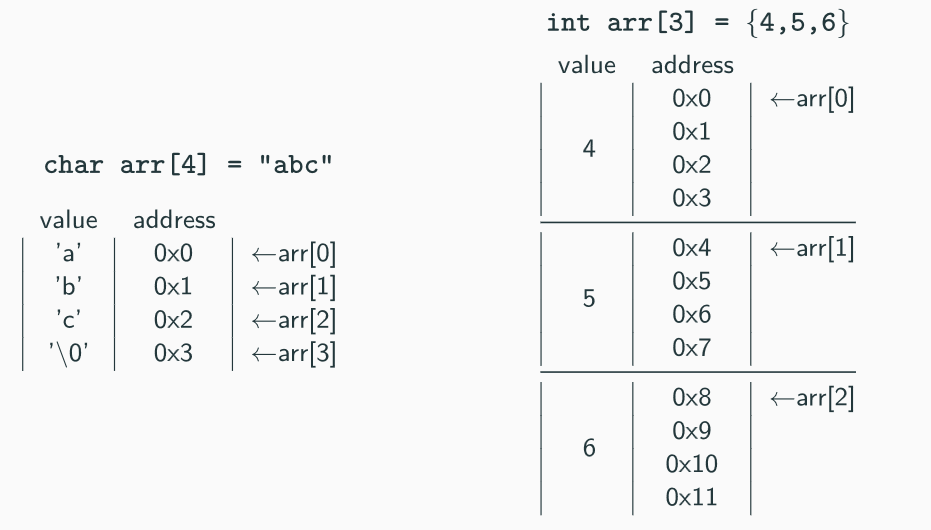 char arr[4] = "abc"
value address
'a' 0x0 ←arr[0]
'b' 0x1 ←arr[1]
'c' 0x2 ←arr[2]
'\0' 0x3 ←arr[3]
int arr[3] = {4,5,6}
value address
0x0 ←arr[0]
0x1
4
0x2
0x3
0x4 ←arr[1]
0x5
5
0x6
0x7
0x8 ←arr[2]
0x9
6
0x10
0x11